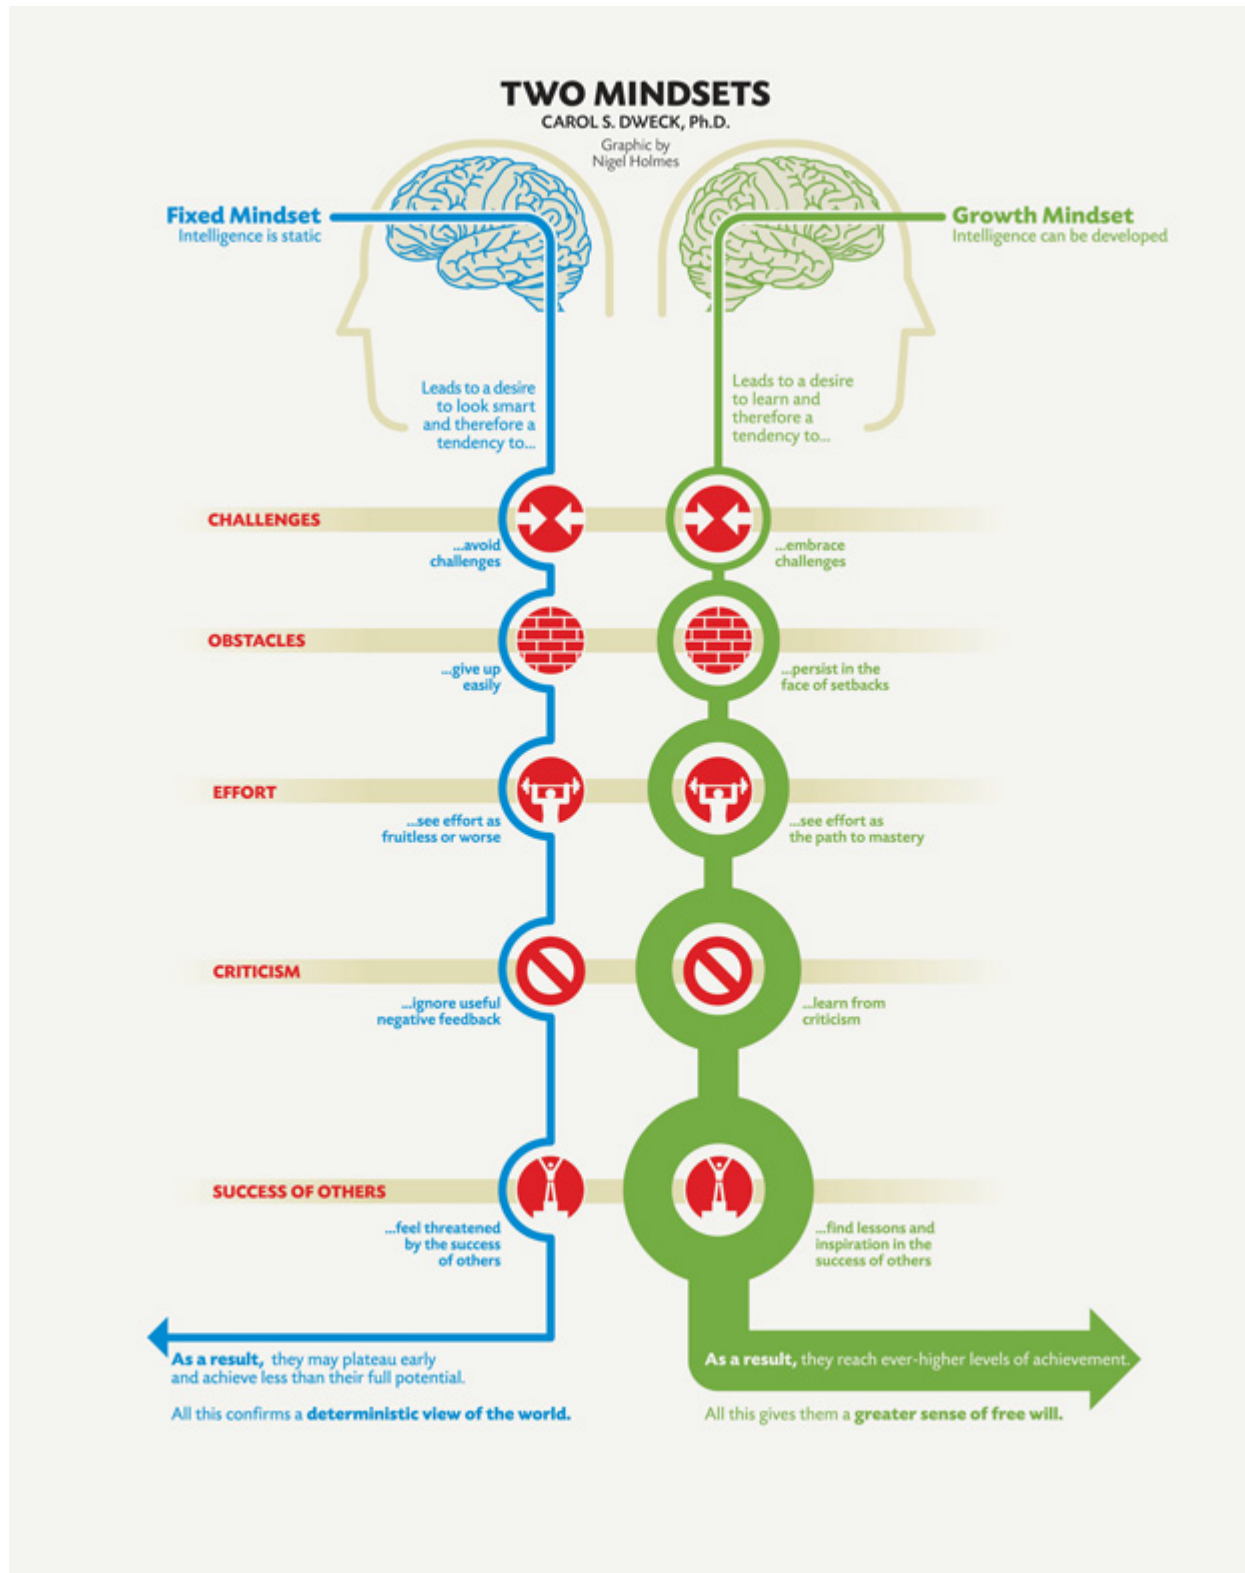 TWO MINDSETS
CAROL S. DWECK, Ph.D.
Graphic by
Nigel Holmes
Fixed Mindset
Intelligence is static
Growth Mindset
Intelligence can be developed
Leads to a desire
to look smart
and therefore a
tendency to...
Leads to a desire
to learn and
therefore a
tendency to...
CHALLENGES
...avoid
challenges
...embrace
challenges
OBSTACLES
...give up
easily
...persist in the
face of setbacks
EFFORT
...see effort as
fruitless or worse
...see effort as
the path to mastery
CRITICISM
...ignore useful
negative feedback
...learn from
criticism
SUCCESS OF OTHERS
...feel threatened
by the success
of others
...find lessons and
inspiration in the
success of others
As a result, they may plateau early
and achieve less than their full potential.
All this confirms a deterministic view of the world.
As a result, they reach ever-higher levels of achievement.
All this gives them a greater sense of free will.